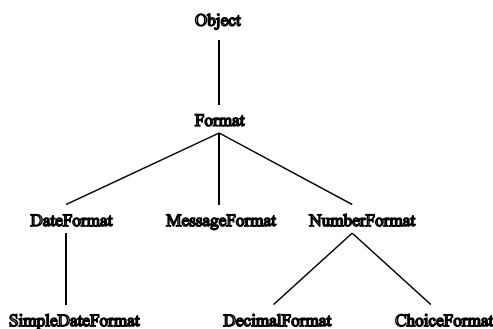 Object
Format
DateFormat MessageFormat NumberFormat
SimpleDateFormat DecimalFormat ChoiceFormat